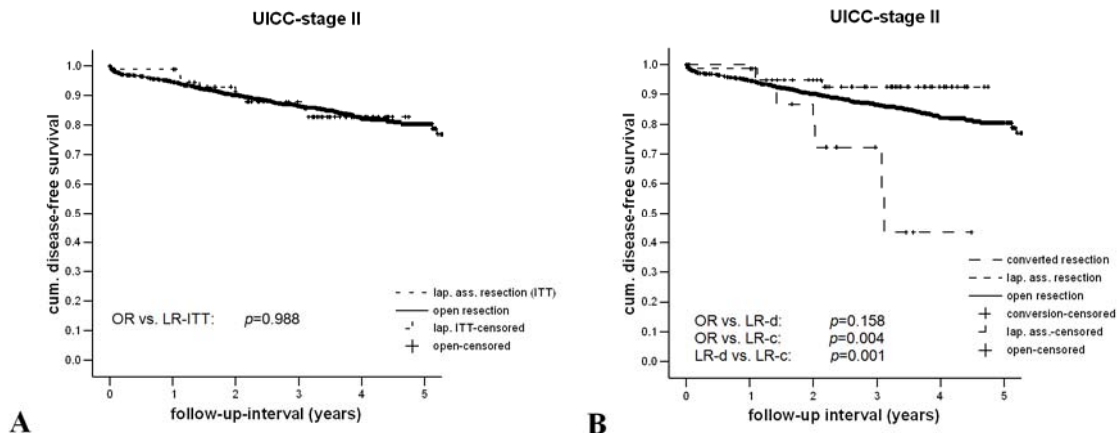 UICC-stage II
1.0
0.9
0.8
0.7
0.6
0.5
0.4
0.3
0.2
0.1
0.0
cum. disease-free survival
OR vs. LR-ITT: p=0.988
lap. ass. resection (ITT)
open resection
lap. ITT-censored
open-censored
0 1 2 3 4 5
follow-up-interval (years)
A
UICC-stage II
1.0
0.9
0.8
0.7
0.6
0.5
0.4
0.3
0.2
0.1
0.0
cum. disease-free survival
converted resection
lap. ass. resection
open resection
conversion-censored
lap. ass.-censored
open-censored
OR vs. LR-d: p=0.158
OR vs. LR-c: p=0.004
LR-d vs. LR-c: p=0.001
0 1 2 3 4 5
follow-up interval (years)
B